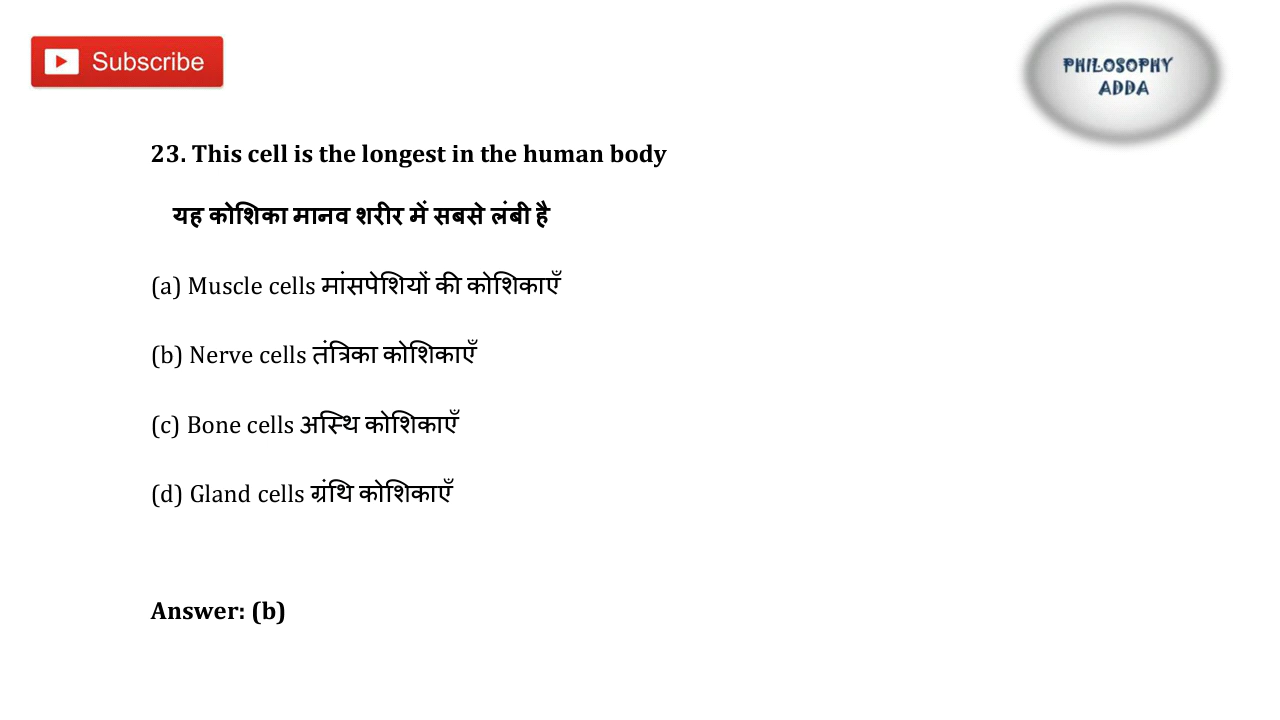 Subscribe
PHILOSOPHY
ADDA
23. This cell is the longest in the human body
यह कोशिका मानव शरीर में सबसे लंबी है
(a) Muscle cells मांसपेशियों की कोशिकाएँ
(b) Nerve cells तंत्रिका कोशिकाएँ
(c) Bone cells अस्थि कोशिकाएँ
(d) Gland cells ग्रंथि कोशिकाएँ
Answer: (b)